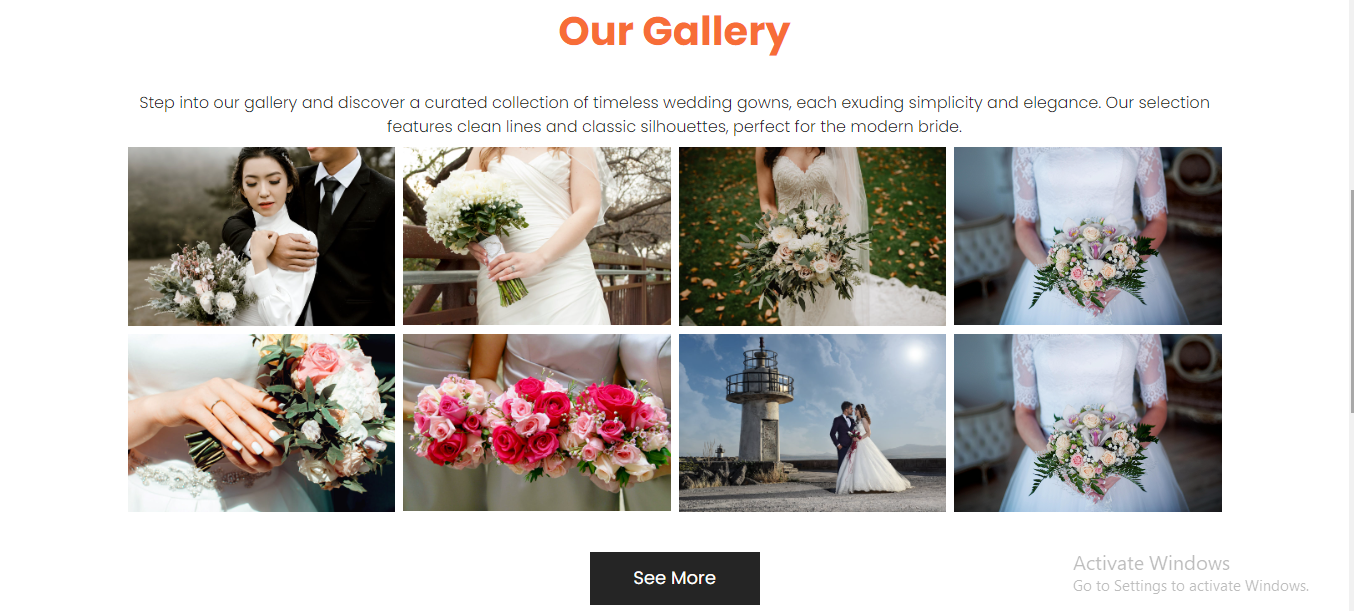 Our Gallery
Step into our gallery and discover a curated collection of timeless wedding gowns, each exuding simplicity and elegance. Our selection
features clean lines and classic silhouettes, perfect for the modern bride.
See More
Activate Windows
Go to Settings to activate Windows.